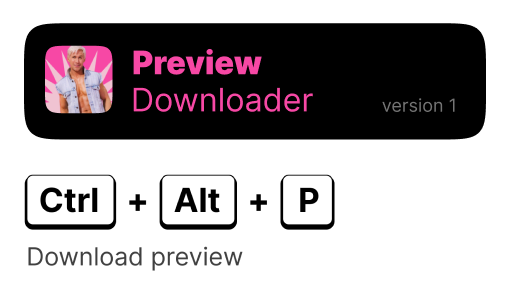 Preview
Downloader
version 1
Ctrl + Alt + P
Download preview